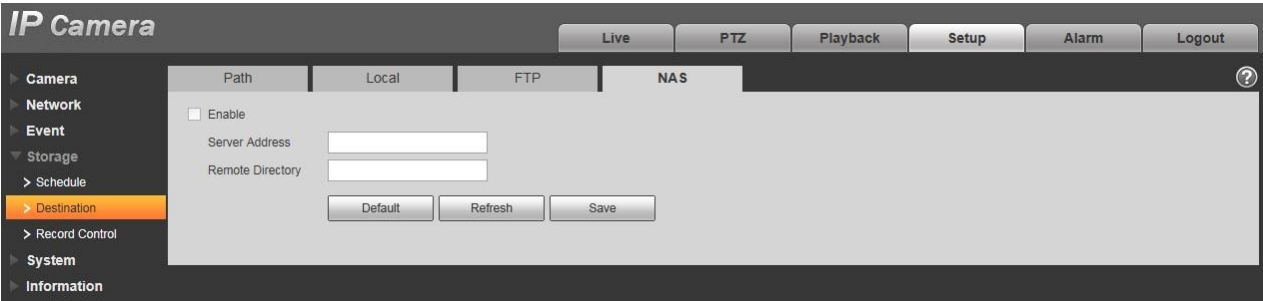 IP Camera
Live PTZ Playback Setup Alarm Logout
Camera
Network
Event
Storage
> Schedule
> Destination
> Record Control
System
Information
Path Local FTP NAS
?
Enable
Server Address
Remote Directory
Default Refresh Save